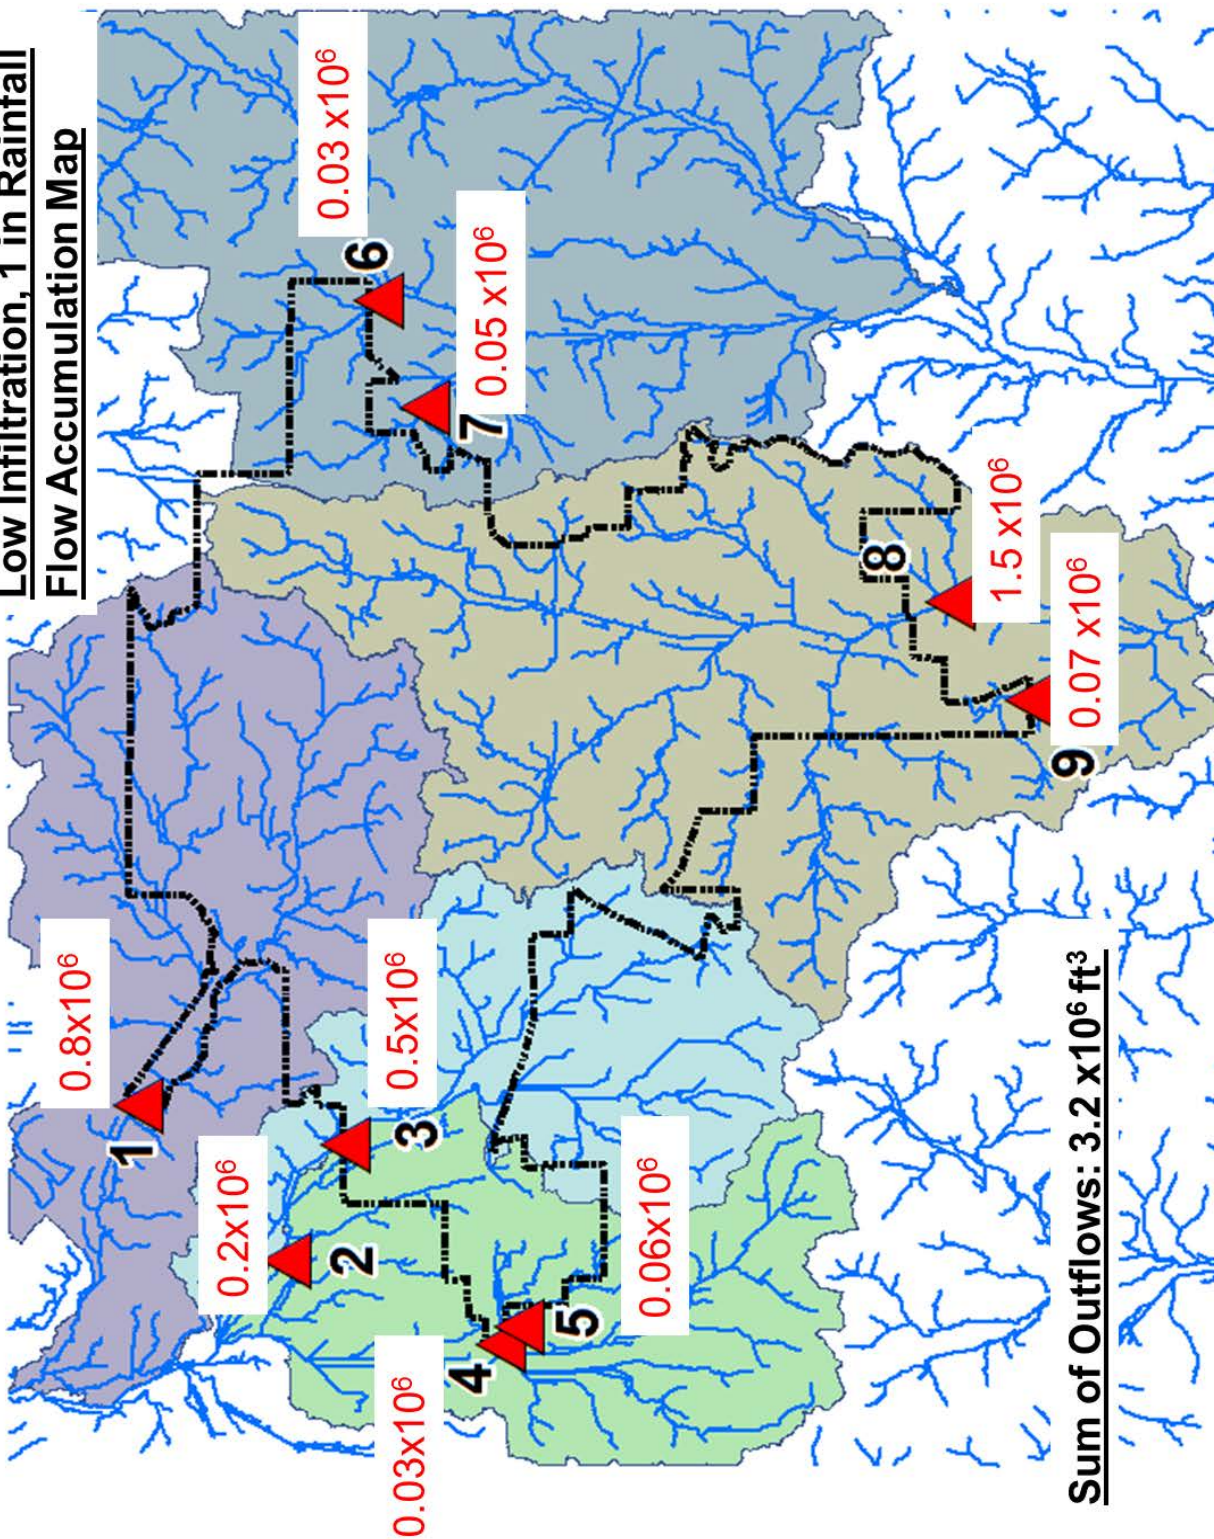 Low Infiltration, 1 in Rainfall
Flow Accumulation Map
0.8x10⁶
1
0.2x10⁶
2
0.5x10⁶
3
0.03x10⁶
4
5
0.06x10⁶
0.03 x10⁶
6
0.05 x10⁶
7
8
1.5 x10⁶
0.07 x10⁶
9
Sum of Outflows: 3.2 x10⁶ ft³